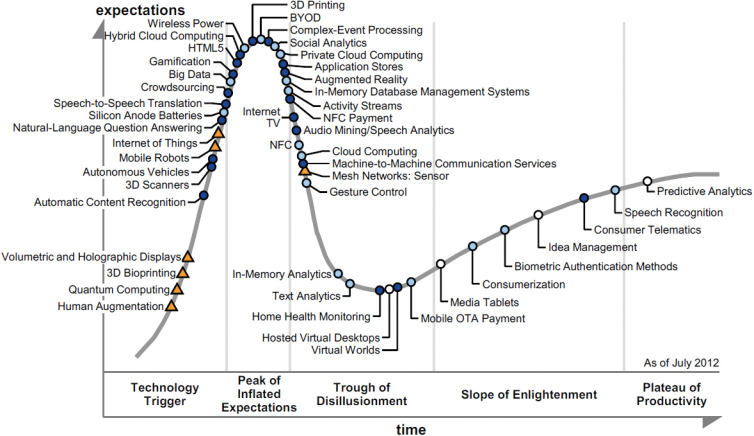 expectations
Wireless Power
Hybrid Cloud Computing
HTML5
Gamification
Big Data
Crowdsourcing
Speech-to-Speech Translation
Silicon Anode Batteries
Natural-Language Question Answering
Internet of Things
Mobile Robots
Autonomous Vehicles
3D Scanners
Automatic Content Recognition
Volumetric and Holographic Displays
3D Bioprinting
Quantum Computing
Human Augmentation
3D Printing
BYOD
Complex-Event Processing
Social Analytics
Private Cloud Computing
Application Stores
Augmented Reality
In-Memory Database Management Systems
Activity Streams
NFC Payment
Internet
TV
Audio Mining/Speech Analytics
NFC
Cloud Computing
Machine-to-Machine Communication Services
Mesh Networks: Sensor
Gesture Control
In-Memory Analytics
Text Analytics
Home Health Monitoring
Hosted Virtual Desktops
Virtual Worlds
Mobile OTA Payment
Media Tablets
Consumerization
Biometric Authentication Methods
Idea Management
Consumer Telematics
Speech Recognition
Predictive Analytics
As of July 2012
Technology
Trigger
Peak of
Inflated
Expectations
Trough of
Disillusionment
Slope of Enlightenment
Plateau of
Productivity
time